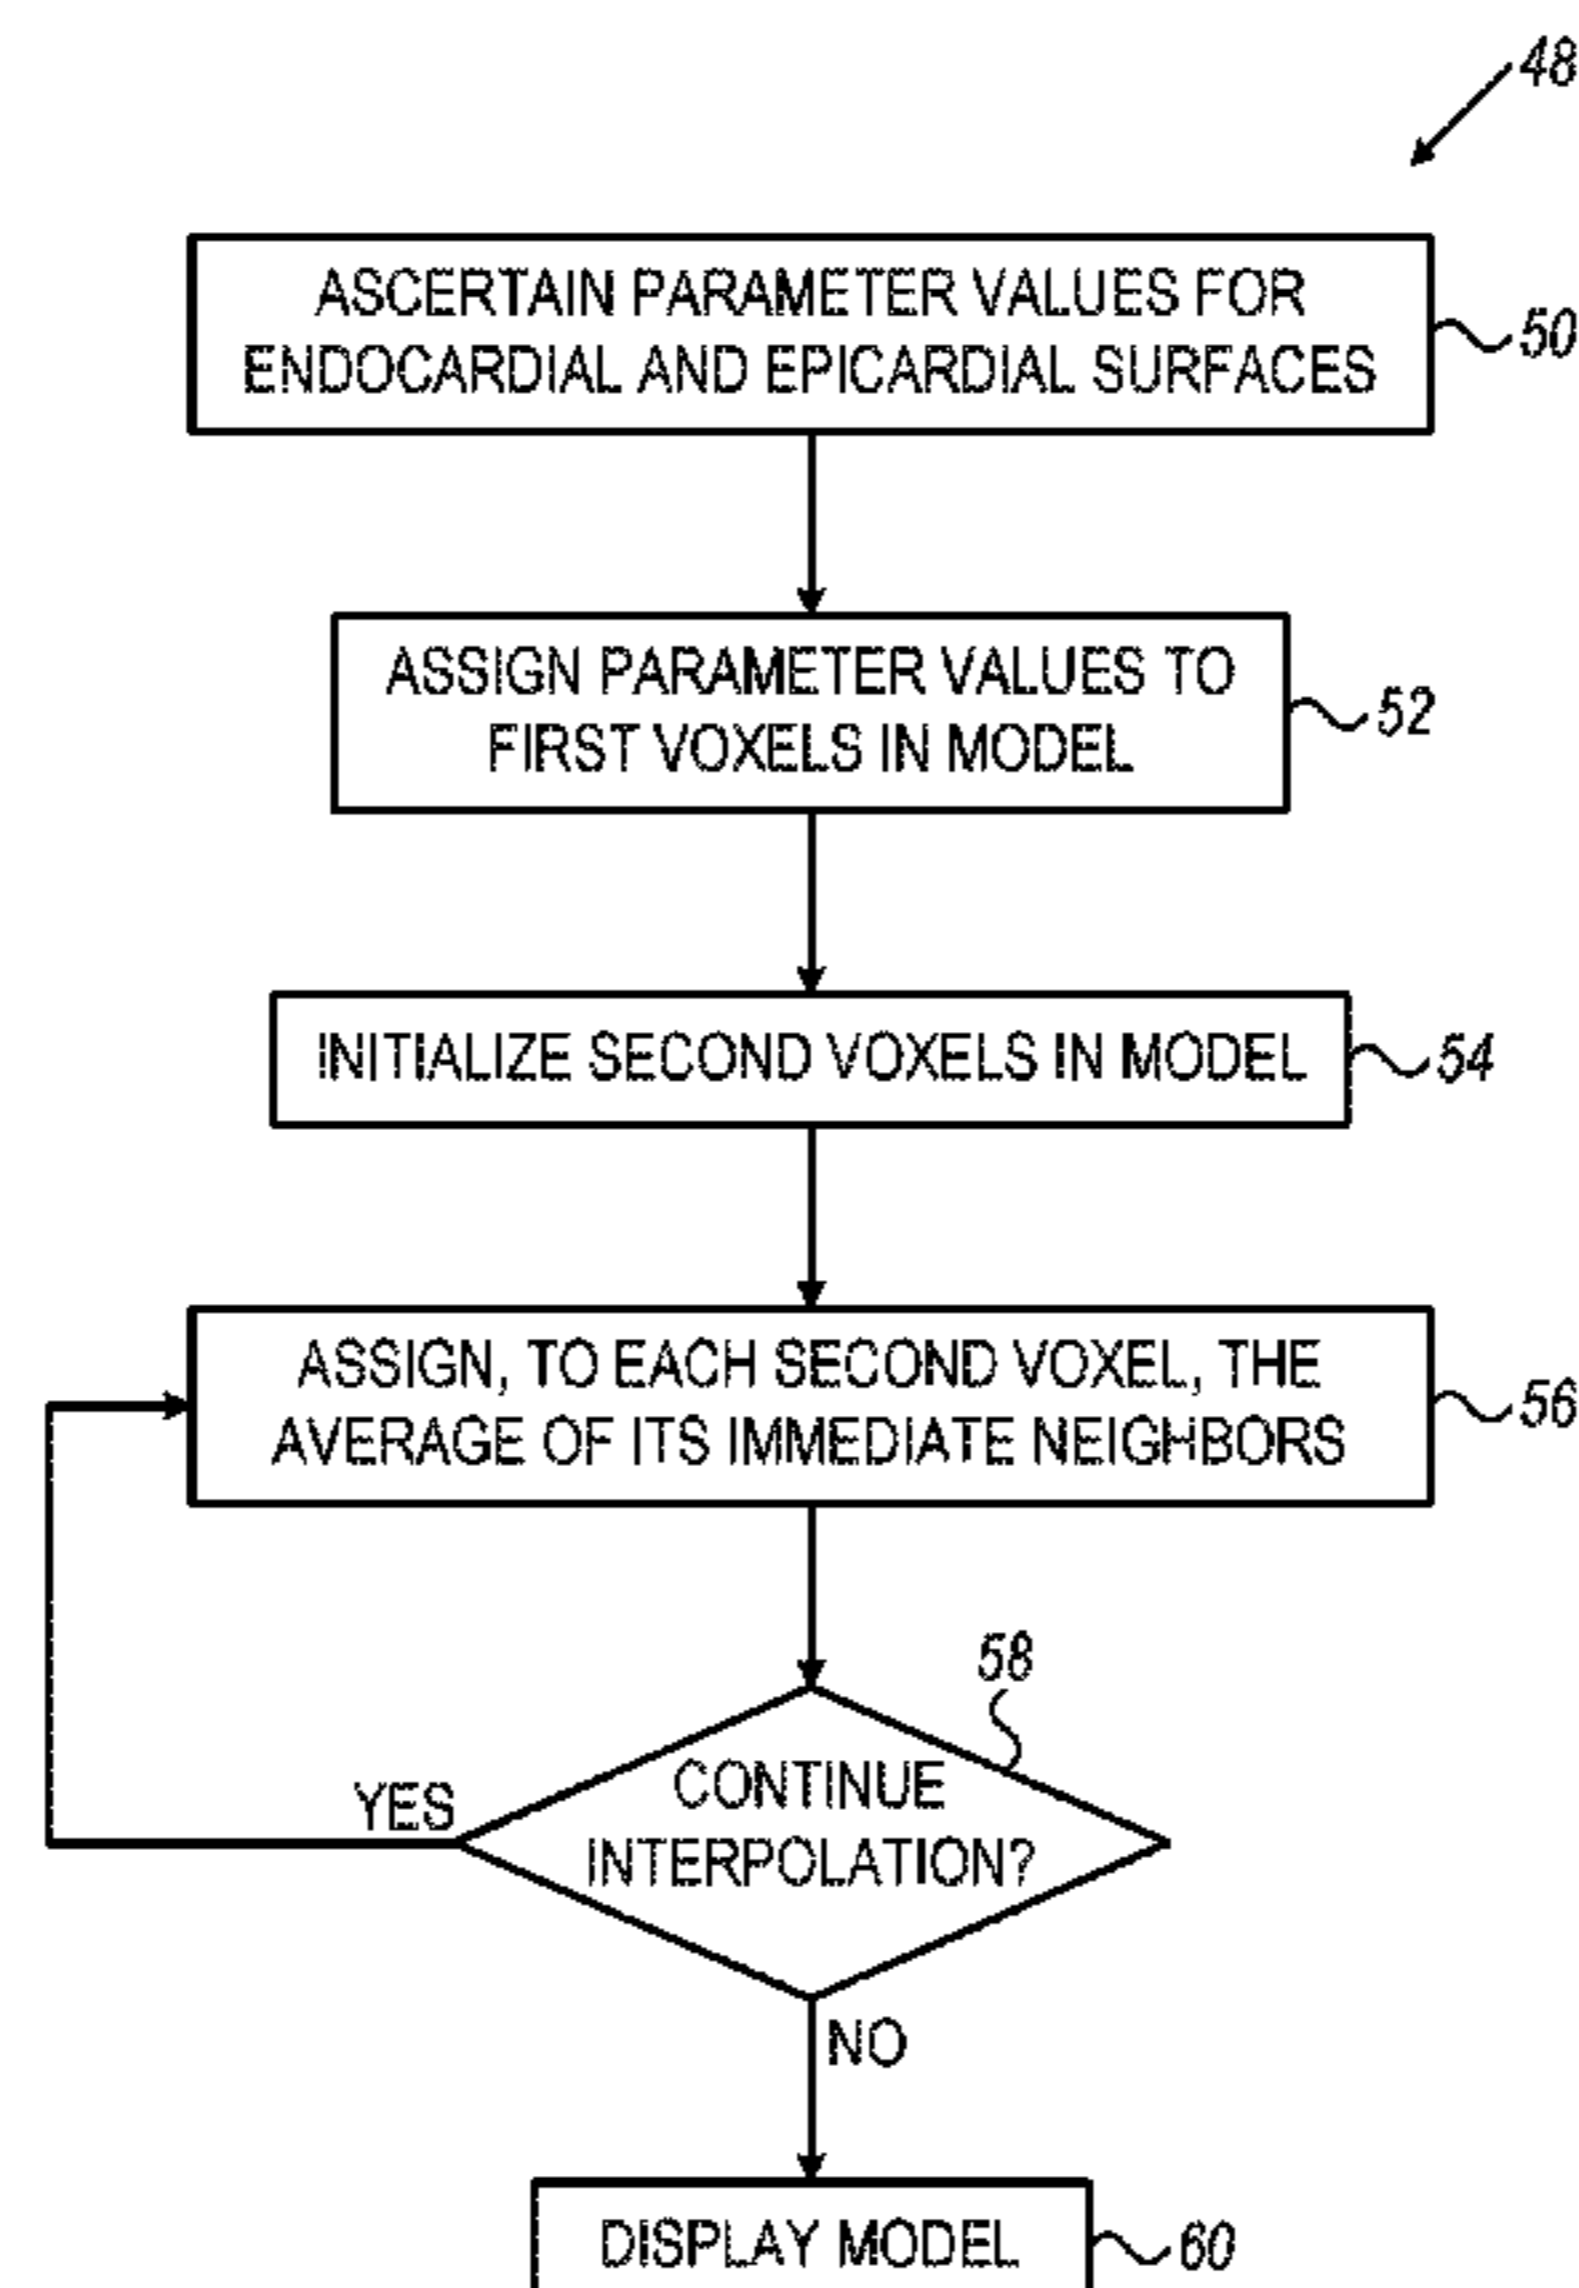 48
ASCERTAIN PARAMETER VALUES FOR
ENDOCARDIAL AND EPICARDIAL SURFACES
50
ASSIGN PARAMETER VALUES TO
FIRST VOXELS IN MODEL
52
INITIALIZE SECOND VOXELS IN MODEL
54
ASSIGN, TO EACH SECOND VOXEL, THE
AVERAGE OF ITS IMMEDIATE NEIGHBORS
56
58
CONTINUE
INTERPOLATION?
YES
NO
DISPLAY MODEL
60